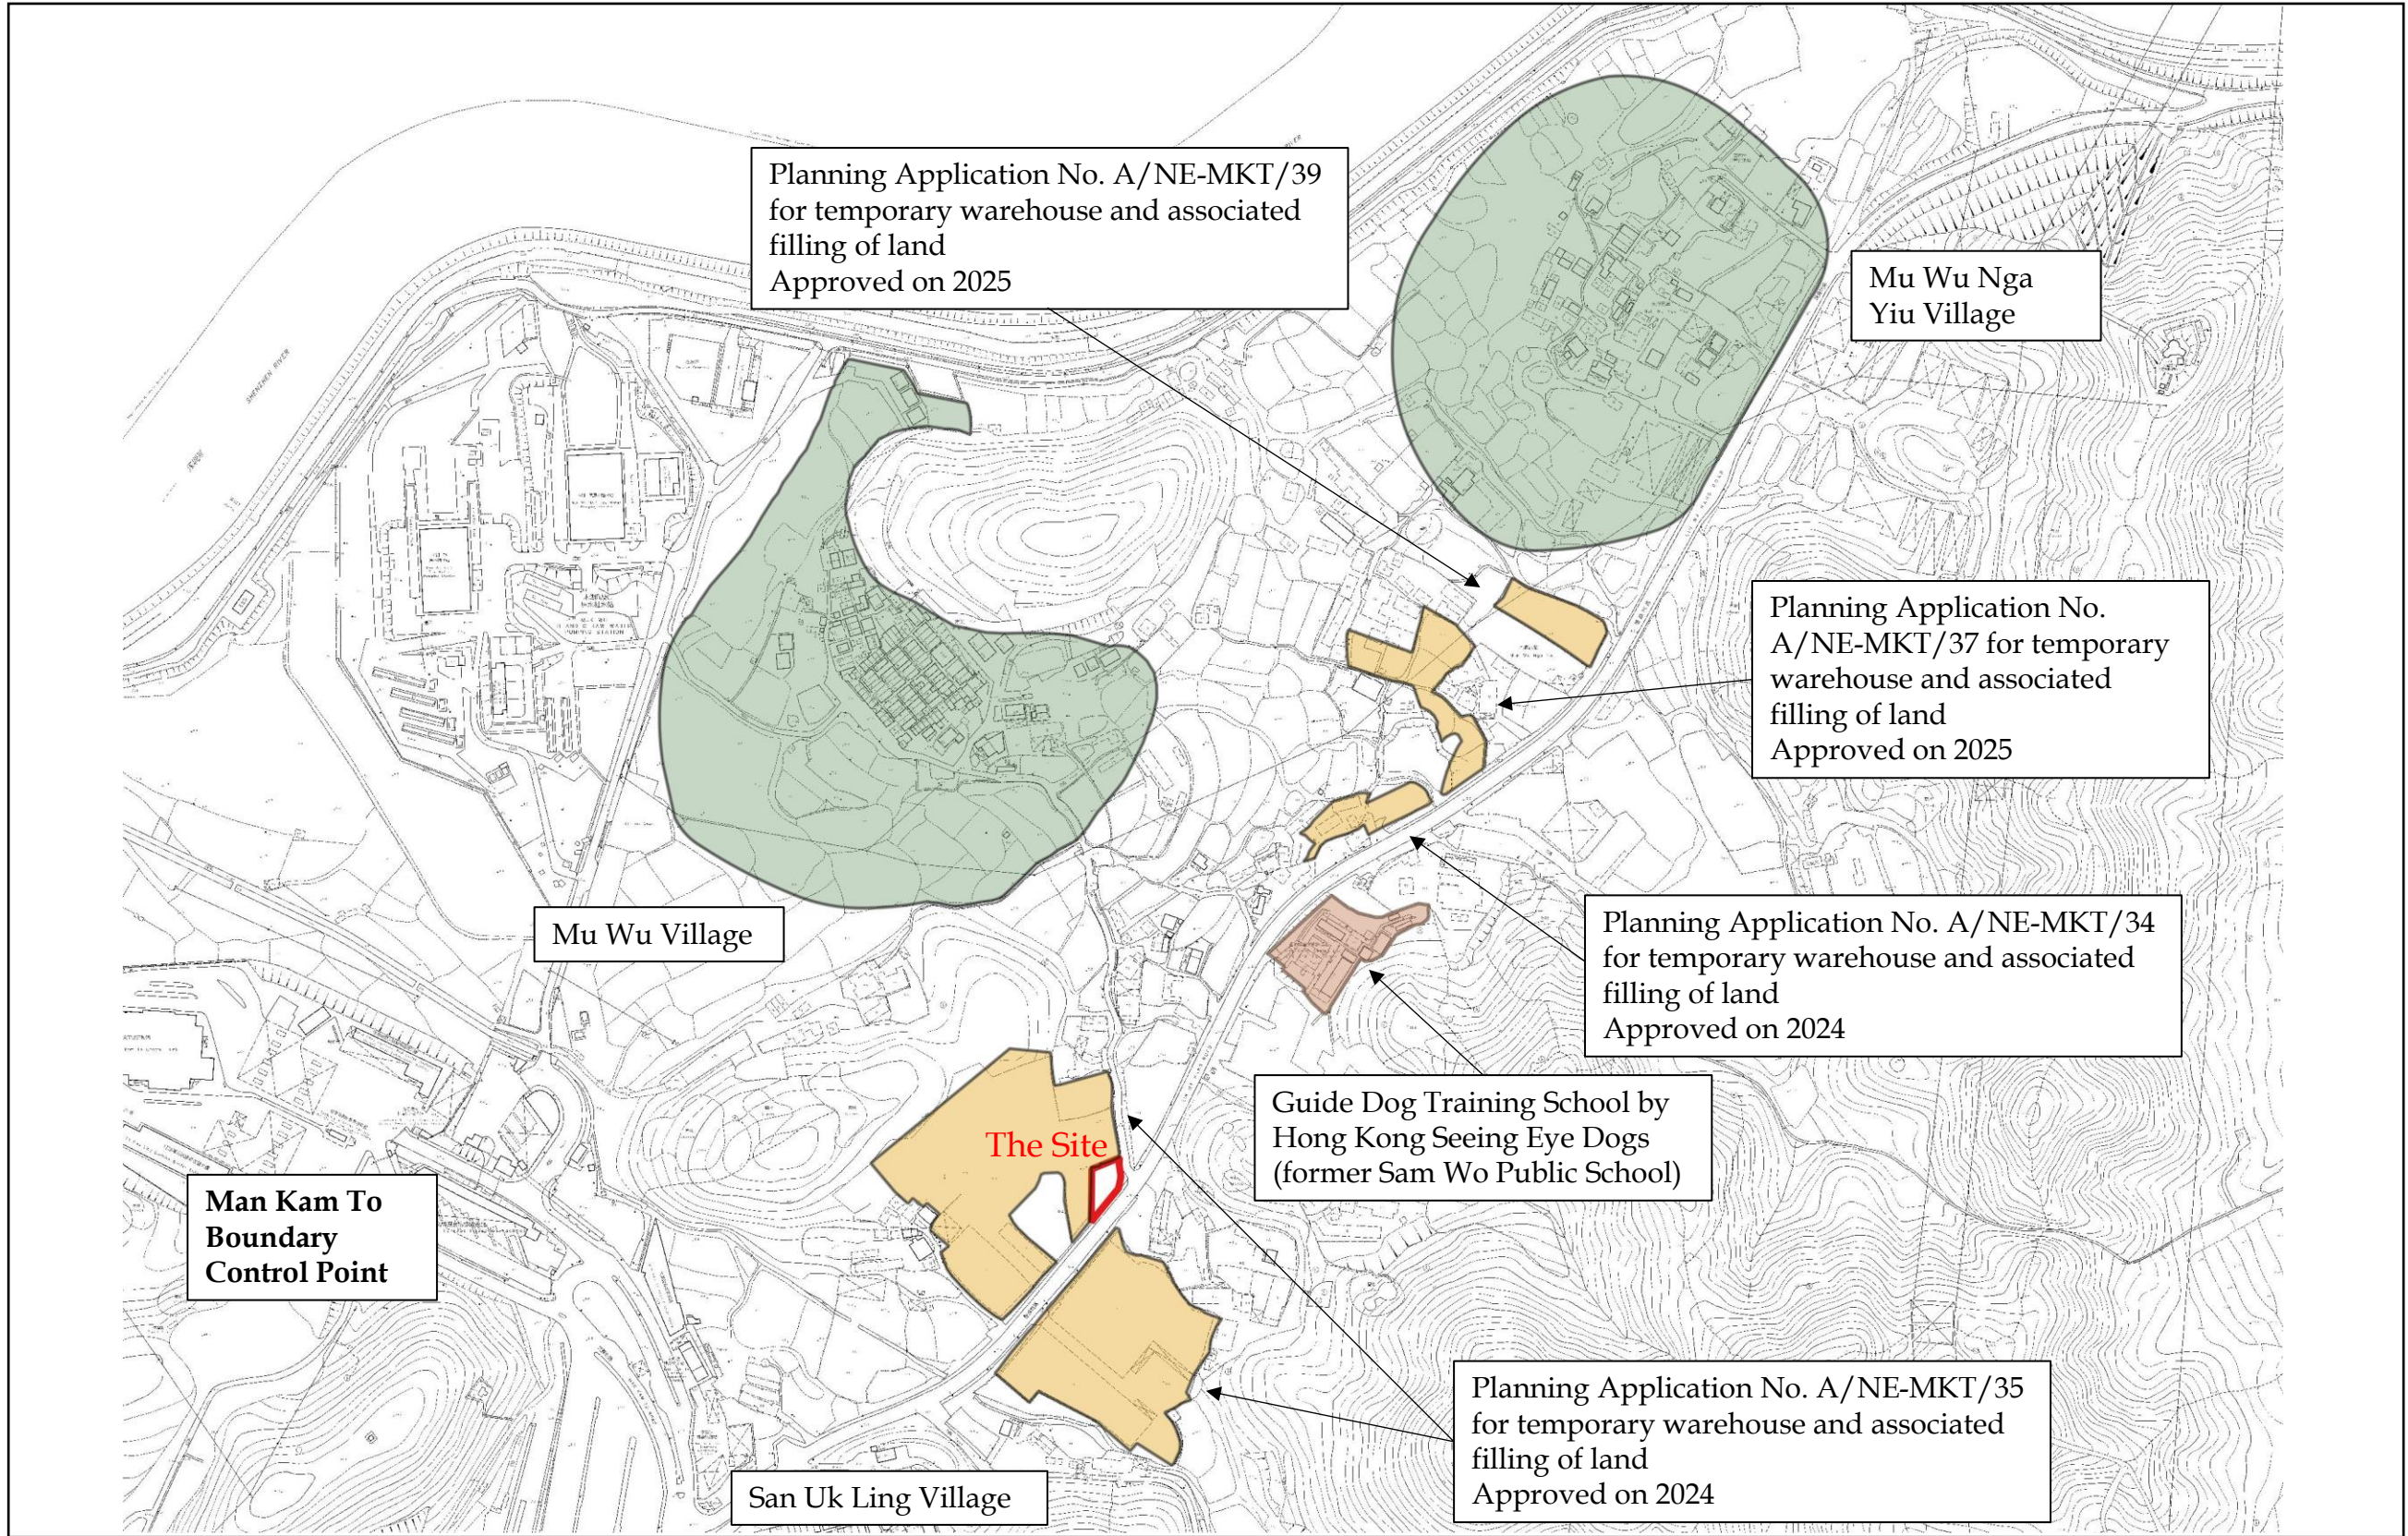 Planning Application No. A/NE-MKT/39
for temporary warehouse and associated
filling of land
Approved on 2025
Mu Wu Nga
Yiu Village
SHENZHEN RIVER
Planning Application No.
A/NE-MKT/37 for temporary
warehouse and associated
filling of land
Approved on 2025
Mu Wu Village
Planning Application No. A/NE-MKT/34
for temporary warehouse and associated
filling of land
Approved on 2024
Guide Dog Training School by
Hong Kong Seeing Eye Dogs
(former Sam Wo Public School)
The Site
Man Kam To
Boundary
Control Point
Planning Application No. A/NE-MKT/35
for temporary warehouse and associated
filling of land
Approved on 2024
San Uk Ling Village